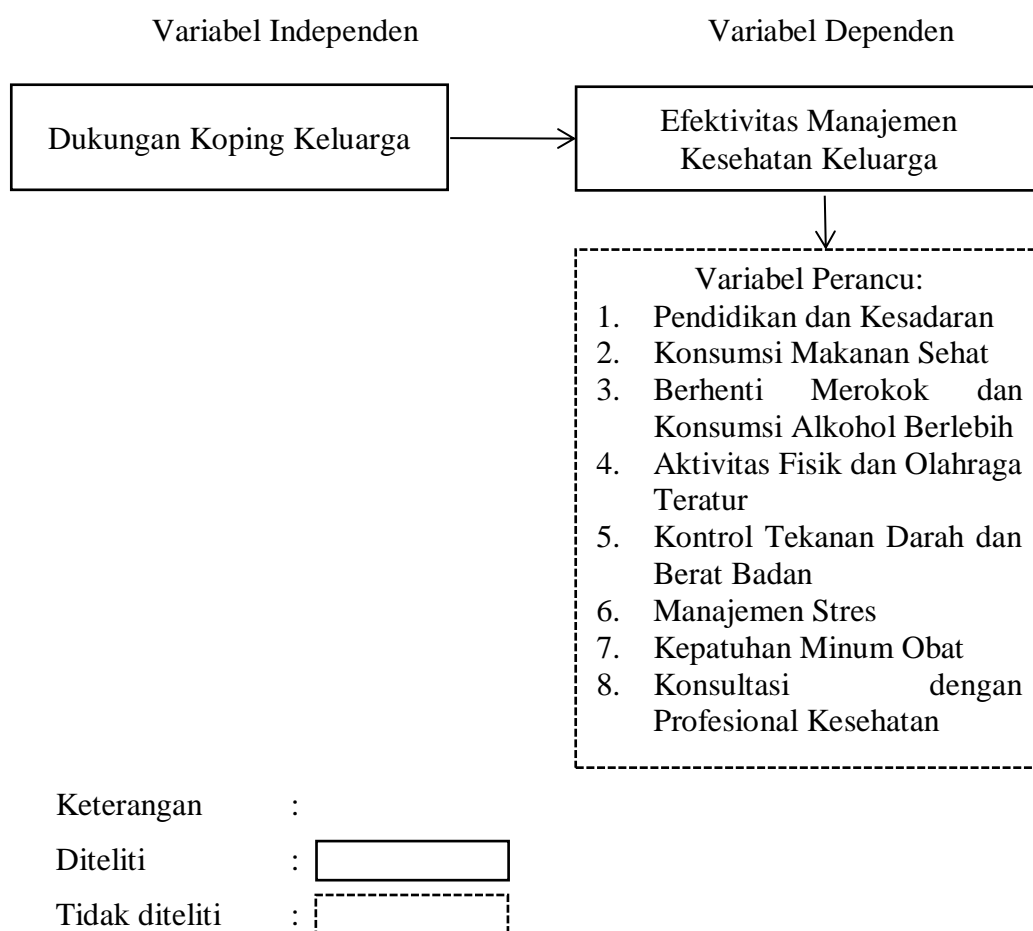 Variabel Independen
Variabel Dependen
Dukungan Koping Keluarga
Efektivitas Manajemen
Kesehatan Keluarga
Variabel Perancu:
1. Pendidikan dan Kesadaran
2. Konsumsi Makanan Sehat
3. Berhenti Merokok dan
Konsumsi Alkohol Berlebih
4. Aktivitas Fisik dan Olahraga
Teratur
5. Kontrol Tekanan Darah dan
Berat Badan
6. Manajemen Stres
7. Kepatuhan Minum Obat
8. Konsultasi dengan
Profesional Kesehatan
Keterangan :
Diteliti :
Tidak diteliti :